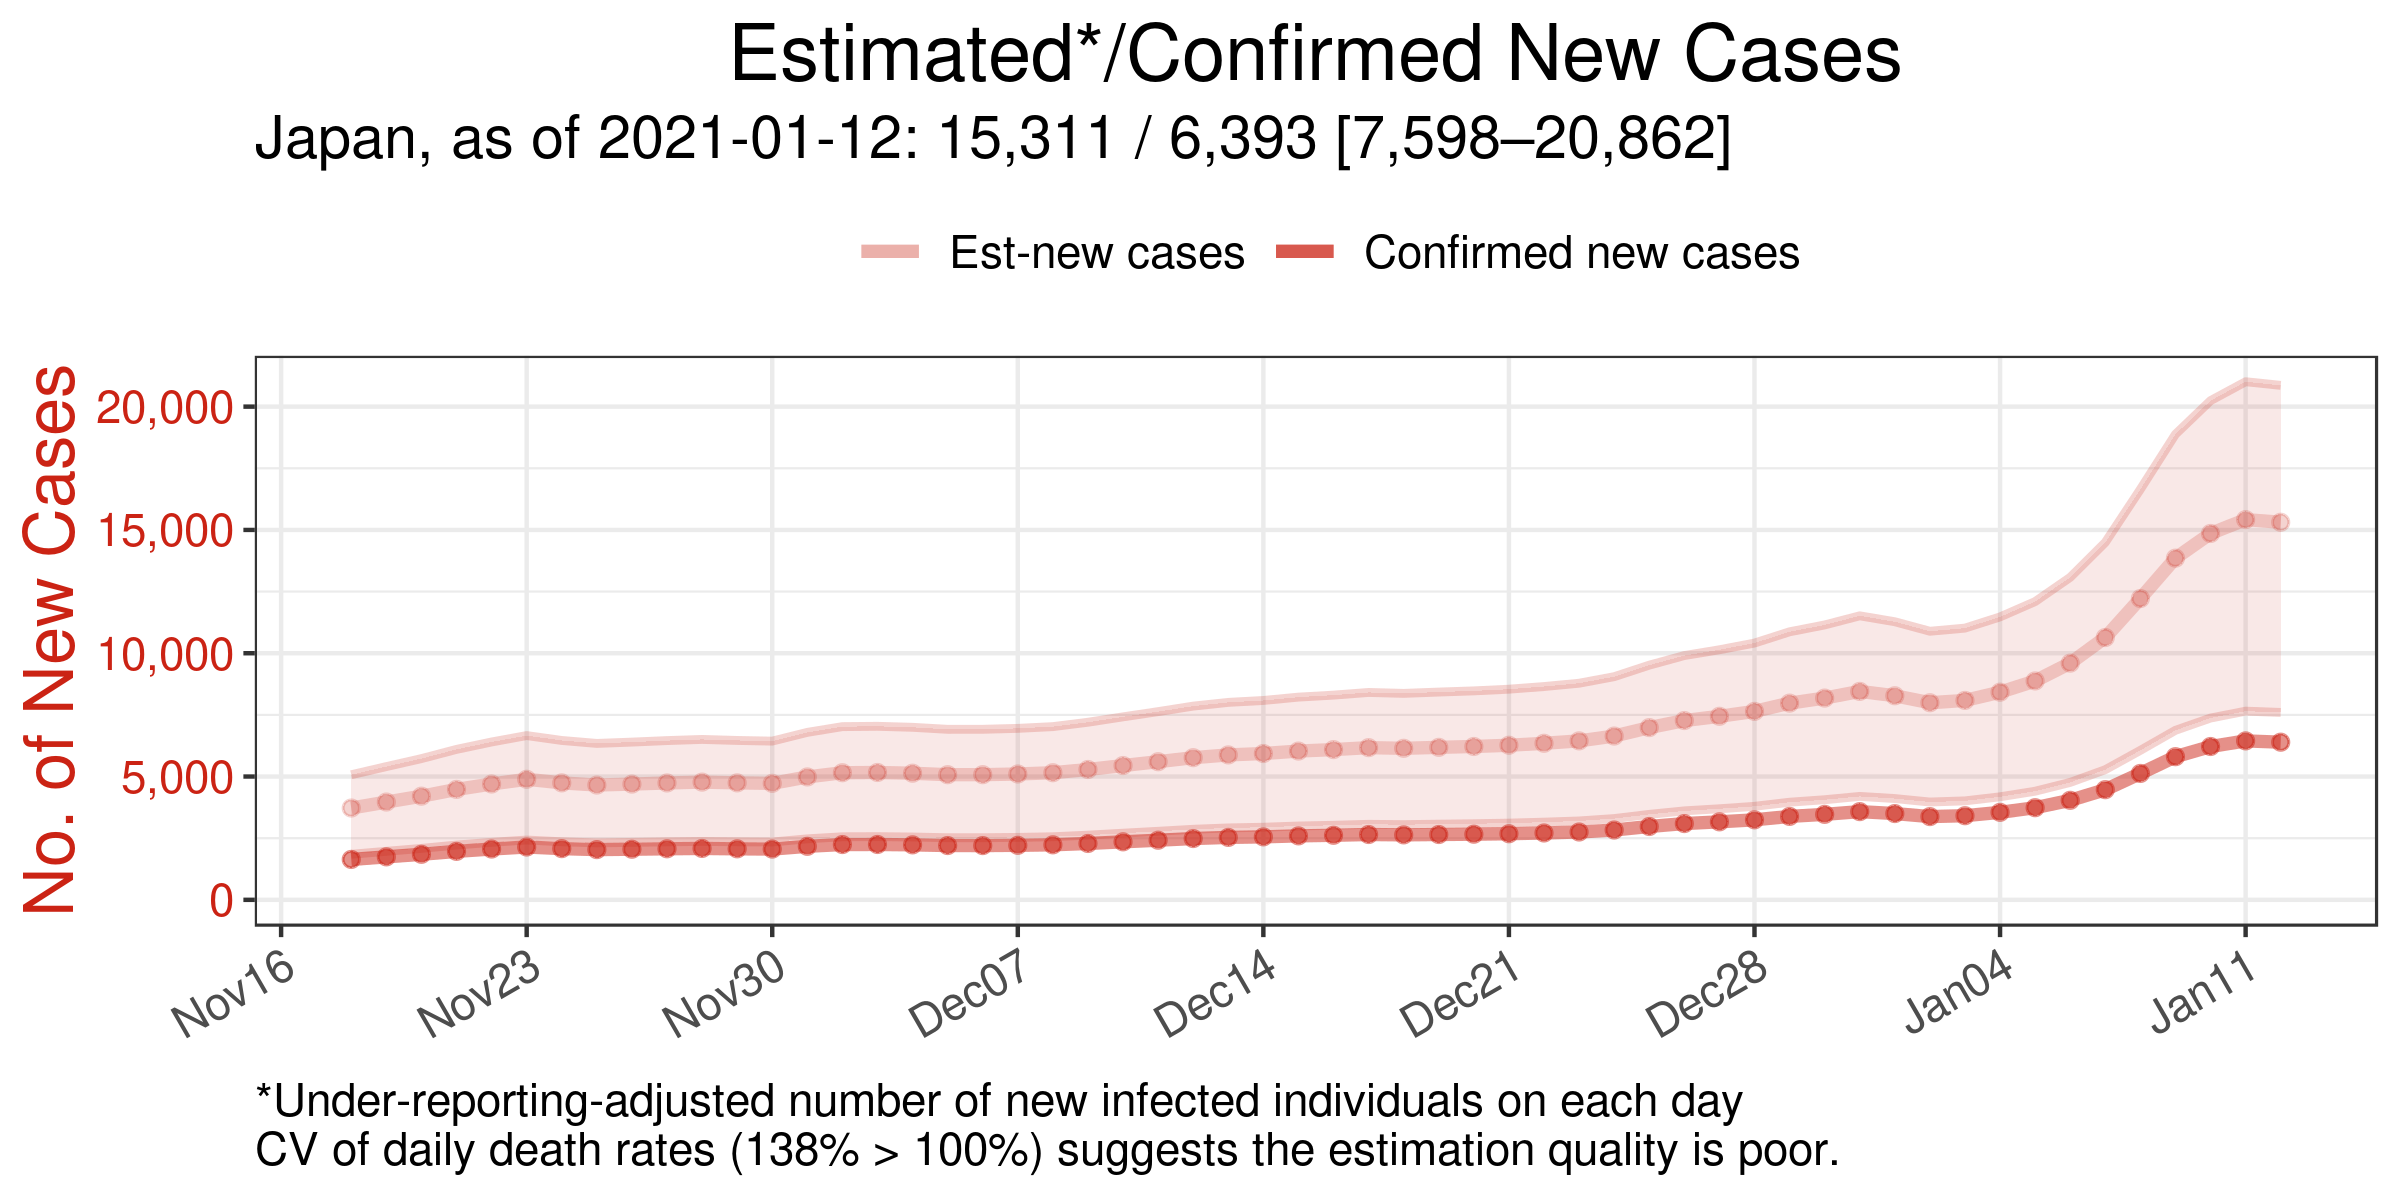 Estimated*/Confirmed New Cases
Japan, as of 2021-01-12: 15,311 / 6,393 [7,598–20,862]
Est-new cases
Confirmed new cases
No. of New Cases
20,000
15,000
10,000
5,000
0
Nov16
Nov23
Nov30
Dec07
Dec14
Dec21
Dec28
Jan04
Jan11
*Under-reporting-adjusted number of new infected individuals on each day
CV of daily death rates (138% > 100%) suggests the estimation quality is poor.